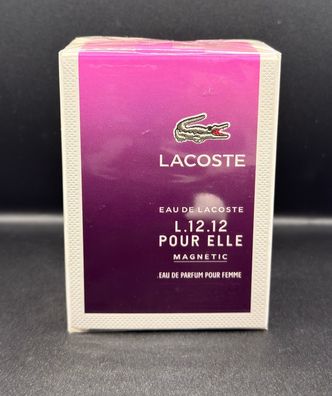 LACOSTE
EAU DE LACOSTE
L.12.12
POUR ELLE
MAGNETIC
EAU DE PARFUM POUR FEMME